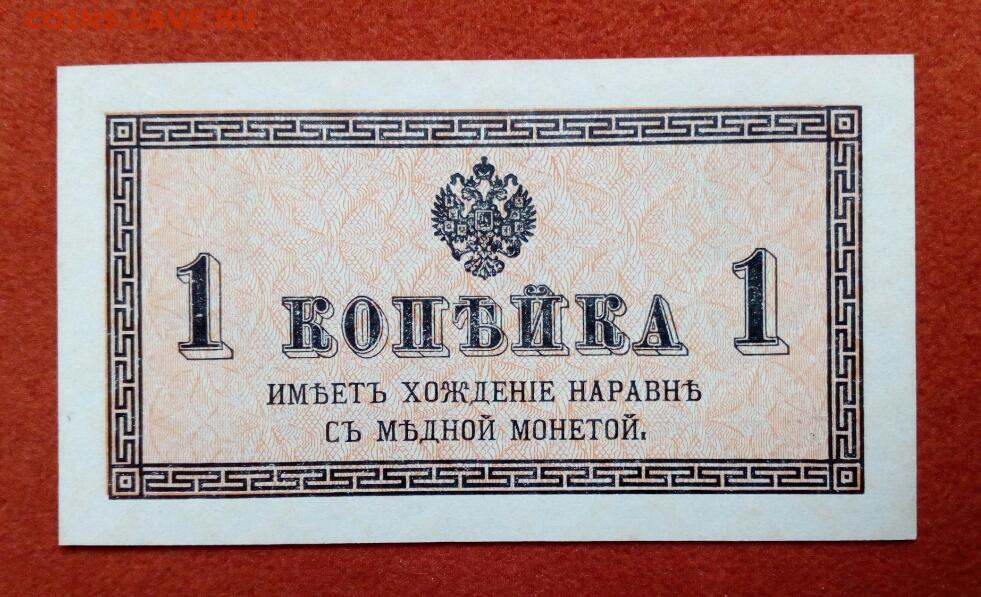 COINS.LAVE.RU
1 КОПѢЙКА 1
ИМѢЕТЪ ХОЖДЕНІЕ НАРАВНѢ
СЪ МѢДНОЙ МОНЕТОЙ.